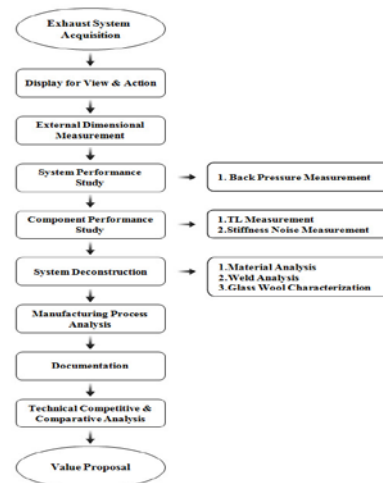 Exhaust System
Acquisition
Display for View & Action
External Dimensional
Measurement
System Performance
Study
1. Back Pressure Measurement
Component Performance
Study
1.TL Measurement
2.Stiffness Noise Measurement
System Deconstruction
1.Material Analysis
2.Weld Analysis
3.Glass Wool Characterization
Manufacturing Process
Analysis
Documentation
Technical Competitive &
Comparative Analysis
Value Proposal